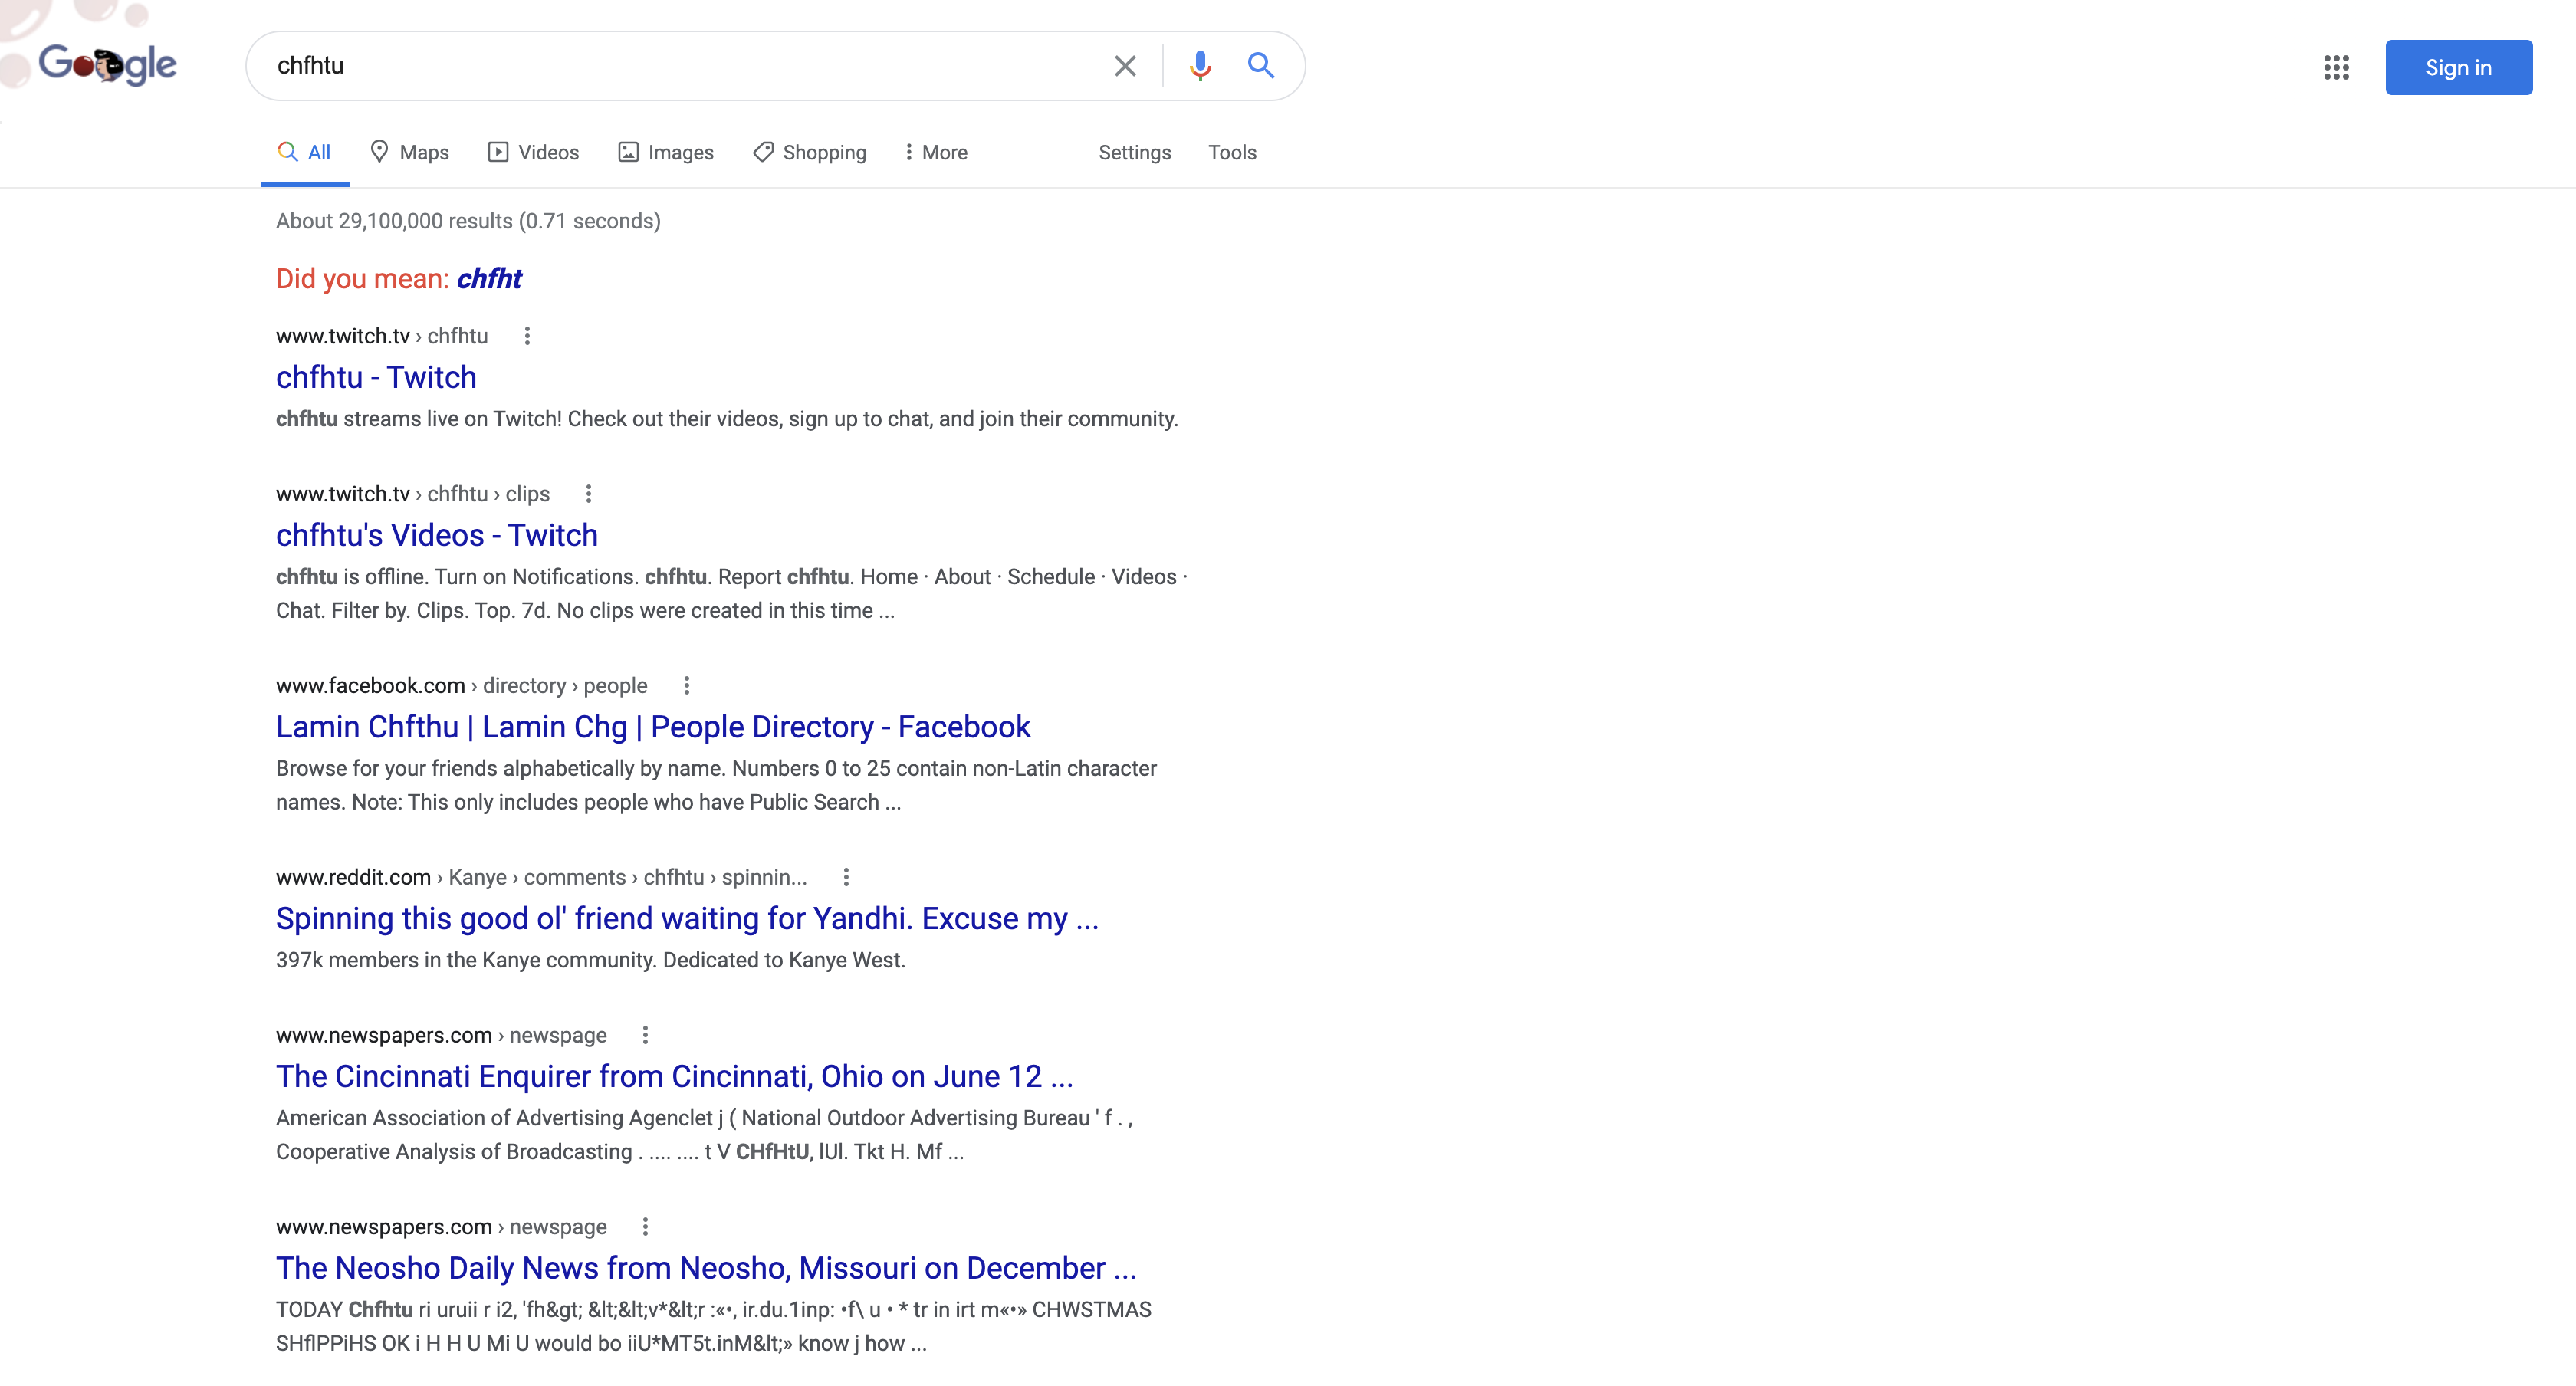 Google
chfhtu
Sign in
All Maps Videos Images Shopping More Settings Tools
About 29,100,000 results (0.71 seconds)
Did you mean: chfht
www.twitch.tv › chfhtu
chfhtu - Twitch
chfhtu streams live on Twitch! Check out their videos, sign up to chat, and join their community.
www.twitch.tv › chfhtu › clips
chfhtu's Videos - Twitch
chfhtu is offline. Turn on Notifications. chfhtu. Report chfhtu. Home · About · Schedule · Videos ·
Chat. Filter by. Clips. Top. 7d. No clips were created in this time ...
www.facebook.com › directory › people
Lamin Chfthu | Lamin Chg | People Directory - Facebook
Browse for your friends alphabetically by name. Numbers 0 to 25 contain non-Latin character
names. Note: This only includes people who have Public Search ...
www.reddit.com › Kanye › comments › chfhtu › spinnin...
Spinning this good ol' friend waiting for Yandhi. Excuse my ...
397k members in the Kanye community. Dedicated to Kanye West.
www.newspapers.com › newspage
The Cincinnati Enquirer from Cincinnati, Ohio on June 12 ...
American Association of Advertising Agenclet j ( National Outdoor Advertising Bureau ' f . ,
Cooperative Analysis of Broadcasting . .... .... t V CHfHtU, lUl. Tkt H. Mf ...
www.newspapers.com › newspage
The Neosho Daily News from Neosho, Missouri on December ...
TODAY Chfhtu ri uruii r i2, 'fh&gt; &lt;&lt;v*&lt;r :«•, ir.du.1inp: •f\ u • * tr in irt m«•» CHWSTMAS
SHflPPiHS OK i H H U Mi U would bo iiU*MT5t.inM&lt;» know j how ...